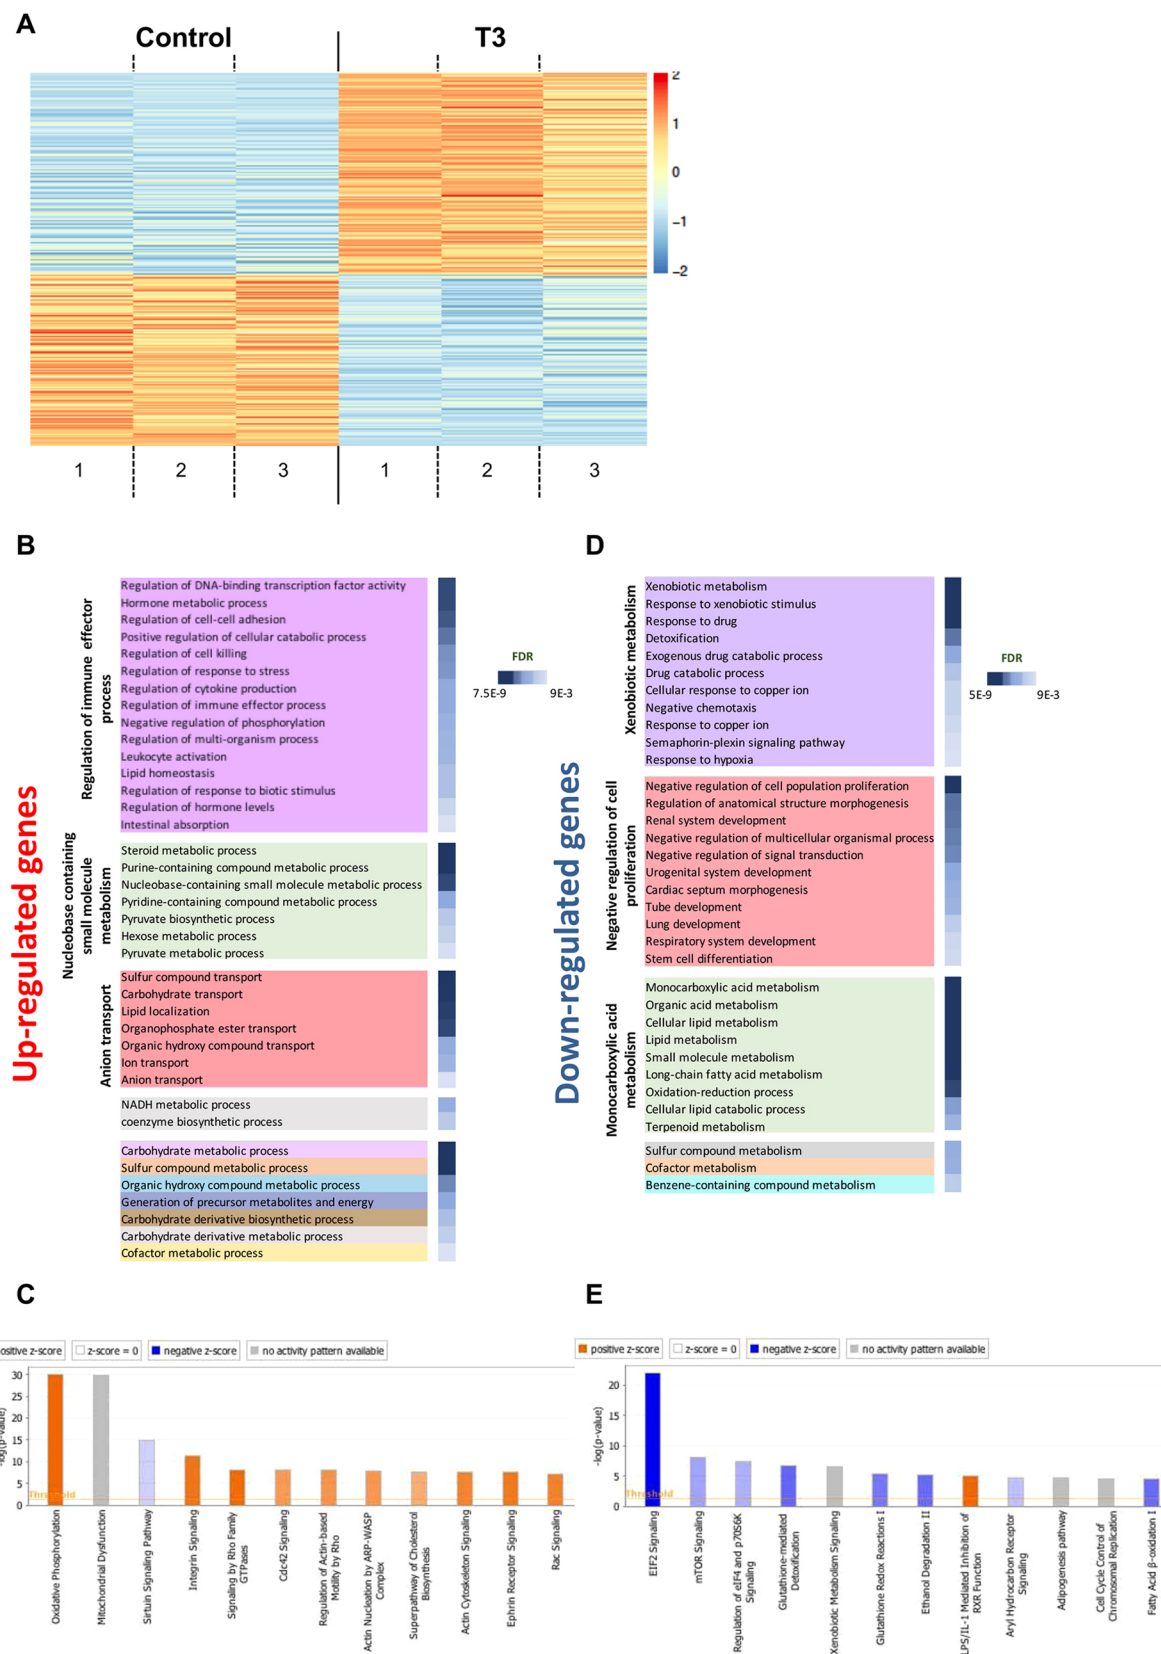 A
Control
T3
2
1
0
−1
−2
1
2
3
1
2
3
B
Up-regulated genes
Regulation of immune effector
process
Regulation of DNA-binding transcription factor activity
Hormone metabolic process
Regulation of cell-cell adhesion
Positive regulation of cellular catabolic process
Regulation of cell killing
Regulation of response to stress
Regulation of cytokine production
Regulation of immune effector process
Negative regulation of phosphorylation
Regulation of multi-organism process
Leukocyte activation
Lipid homeostasis
Regulation of response to biotic stimulus
Regulation of hormone levels
Intestinal absorption
FDR
7.5E-9
9E-3
Nucleobase containing
small molecule
metabolism
Steroid metabolic process
Purine-containing compound metabolic process
Nucleobase-containing small molecule metabolic process
Pyridine-containing compound metabolic process
Pyruvate biosynthetic process
Hexose metabolic process
Pyruvate metabolic process
Anion transport
Sulfur compound transport
Carbohydrate transport
Lipid localization
Organophosphate ester transport
Organic hydroxy compound transport
Ion transport
Anion transport
NADH metabolic process
coenzyme biosynthetic process
Carbohydrate metabolic process
Sulfur compound metabolic process
Organic hydroxy compound metabolic process
Generation of precursor metabolites and energy
Carbohydrate derivative biosynthetic process
Carbohydrate derivative metabolic process
Cofactor metabolic process
D
Down-regulated genes
Xenobiotic metabolism
Xenobiotic metabolism
Response to xenobiotic stimulus
Response to drug
Detoxification
Exogenous drug catabolic process
Drug catabolic process
Cellular response to copper ion
Negative chemotaxis
Response to copper ion
Semaphorin-plexin signaling pathway
Response to hypoxia
FDR
5E-9
9E-3
Negative regulation of cell
proliferation
Negative regulation of cell population proliferation
Regulation of anatomical structure morphogenesis
Renal system development
Negative regulation of multicellular organismal process
Negative regulation of signal transduction
Urogenital system development
Cardiac septum morphogenesis
Tube development
Lung development
Respiratory system development
Stem cell differentiation
Monocarboxylic acid
metabolism
Monocarboxylic acid metabolism
Organic acid metabolism
Cellular lipid metabolism
Lipid metabolism
Small molecule metabolism
Long-chain fatty acid metabolism
Oxidation-reduction process
Cellular lipid catabolic process
Terpenoid metabolism
Sulfur compound metabolism
Cofactor metabolism
Benzene-containing compound metabolism
C
ositive z-score
z-score = 0
negative z-score
no activity pattern available
-log(p-value)
30
25
20
15
10
5
0
Threshold
Oxidative Phosphorylation
Mitochondrial Dysfunction
Sirtuin Signaling Pathway
Integrin Signaling
Signaling by Rho Family
GTPases
Cdc42 Signaling
Regulation of Actin-based
Motility by Rho
Actin Nucleation by ARP-WASP
Complex
Superpathway of Cholesterol
Biosynthesis
Actin Cytoskeleton Signaling
Ephrin Receptor Signaling
Rac Signaling
E
positive z-score
z-score = 0
negative z-score
no activity pattern available
-log(p-value)
20
15
10
5
0
Threshold
EIF2 Signaling
mTOR Signaling
Regulation of eIF4 and p70S6K
Signaling
Glutathione-mediated
Detoxification
Xenobiotic Metabolism Signaling
Glutathione Redox Reactions I
Ethanol Degradation II
LPS/IL-1 Mediated Inhibition of
RXR Function
Aryl Hydrocarbon Receptor
Signaling
Adipogenesis pathway
Cell Cycle Control of
Chromosomal Replication
Fatty Acid β-oxidation I